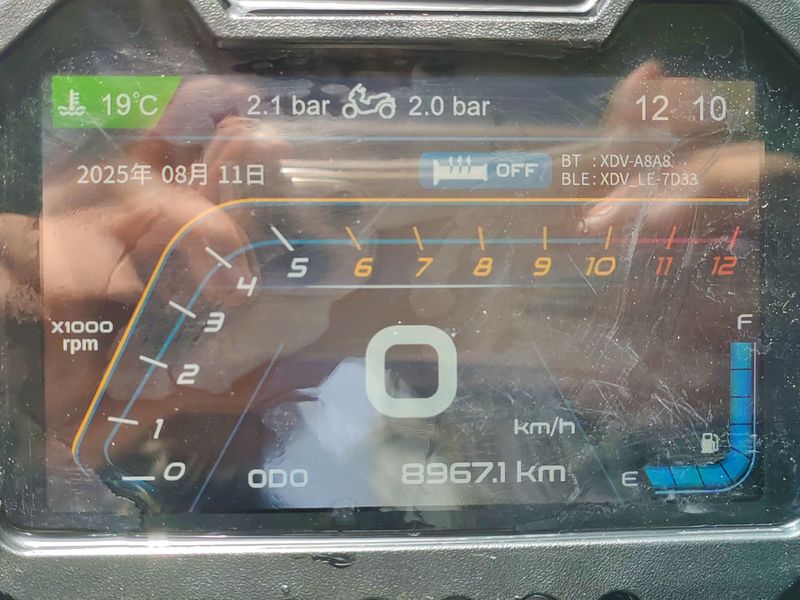 19°C 2.1 bar 2.0 bar 12 10
2025年 08月 11日 OFF BT :XDV-A8A8
BLE:XDV_LE-7D33
5 6 7 8 9 10 11 12
4
3
X1000
rpm
2
1
0
F
0
km/h
ODO 8967.1 km E